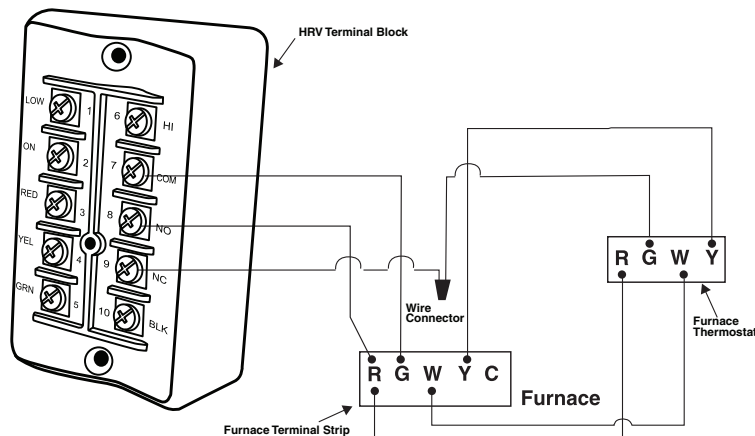 HRV Terminal Block
LOW 1
6 HI
ON 2
7 COM
RED 3
8 NO
YEL 4
9 NC
GRN 5
10 BLK
Wire
Connector
R G W Y
Furnace
Thermostat
R G W Y C
Furnace
Furnace Terminal Strip